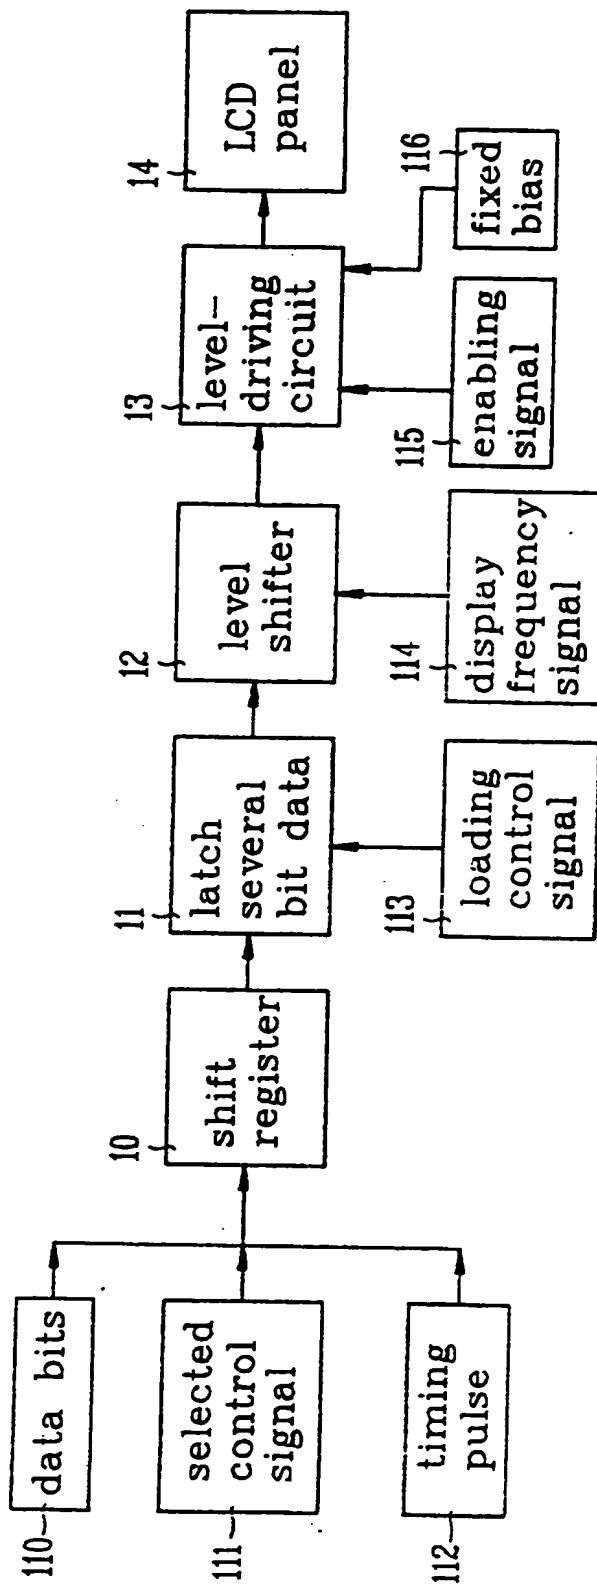 110
data bits
111
selected
control
signal
112
timing
pulse
10
shift
register
11
latch
several
bit data
113
loading
control
signal
12
level
shifter
114
display
frequency
signal
13
level-
driving
circuit
115
enabling
signal
116
fixed
bias
14
LCD
panel